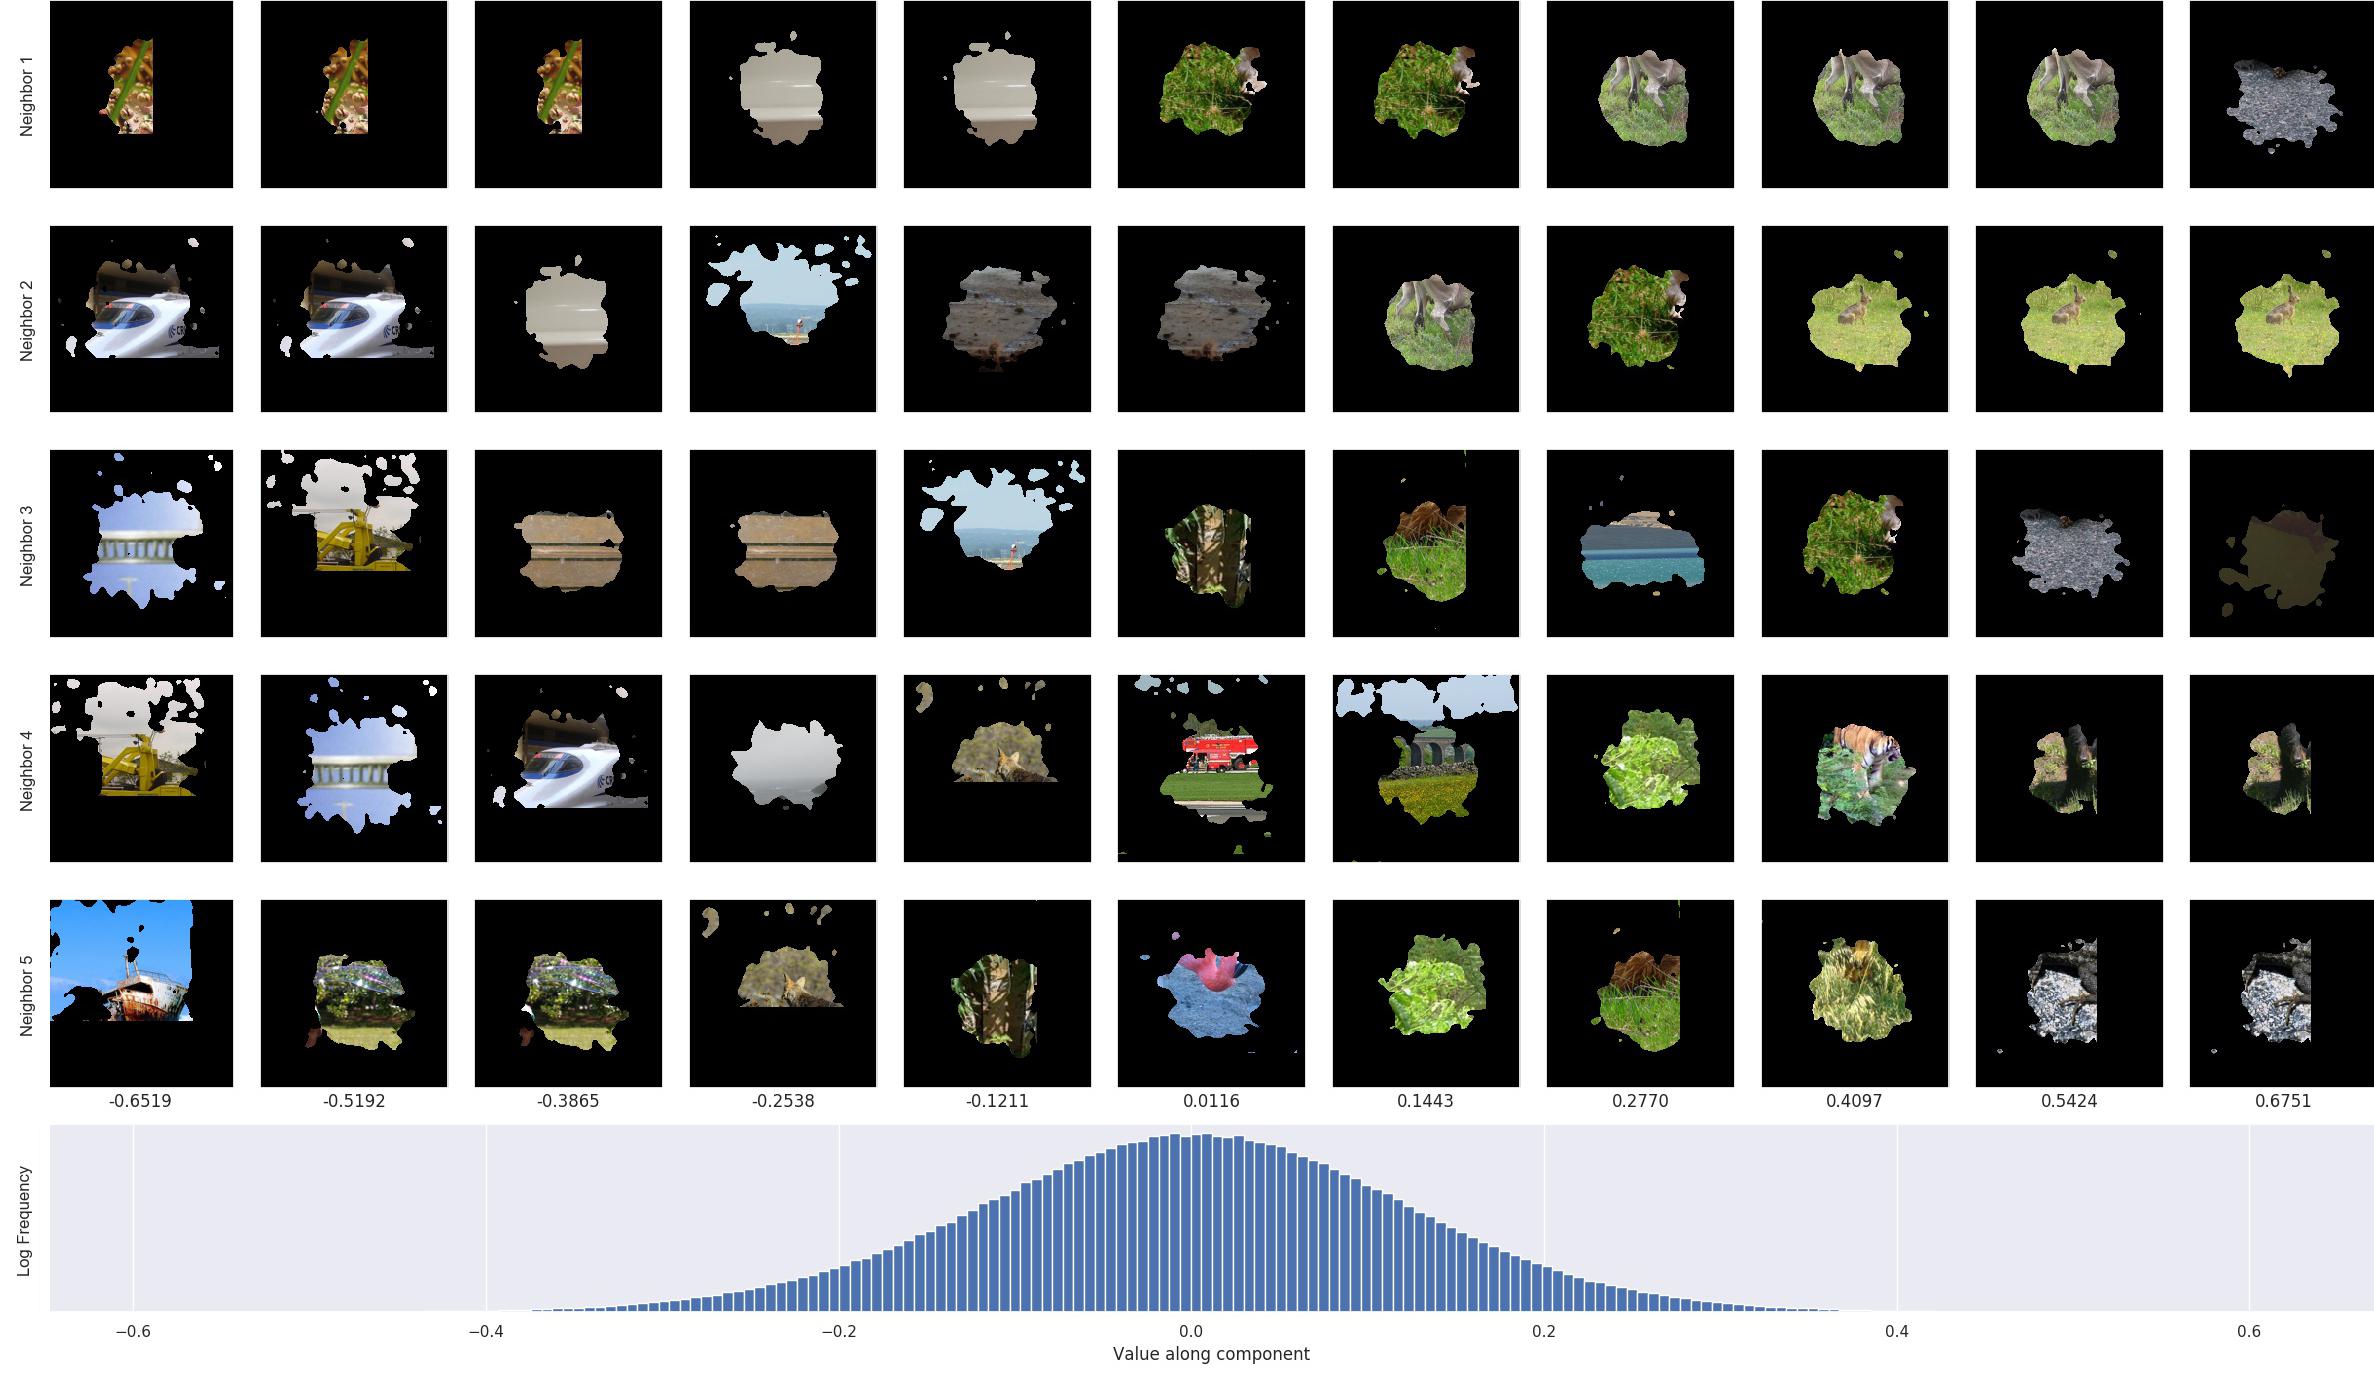 Neighbor 1
Neighbor 2
Neighbor 3
Neighbor 4
Neighbor 5
-0.6519 -0.5192 -0.3865 -0.2538 -0.1211 0.0116 0.1443 0.2770 0.4097 0.5424 0.6751
Log Frequency
−0.6 −0.4 −0.2 0.0 0.2 0.4 0.6
Value along component